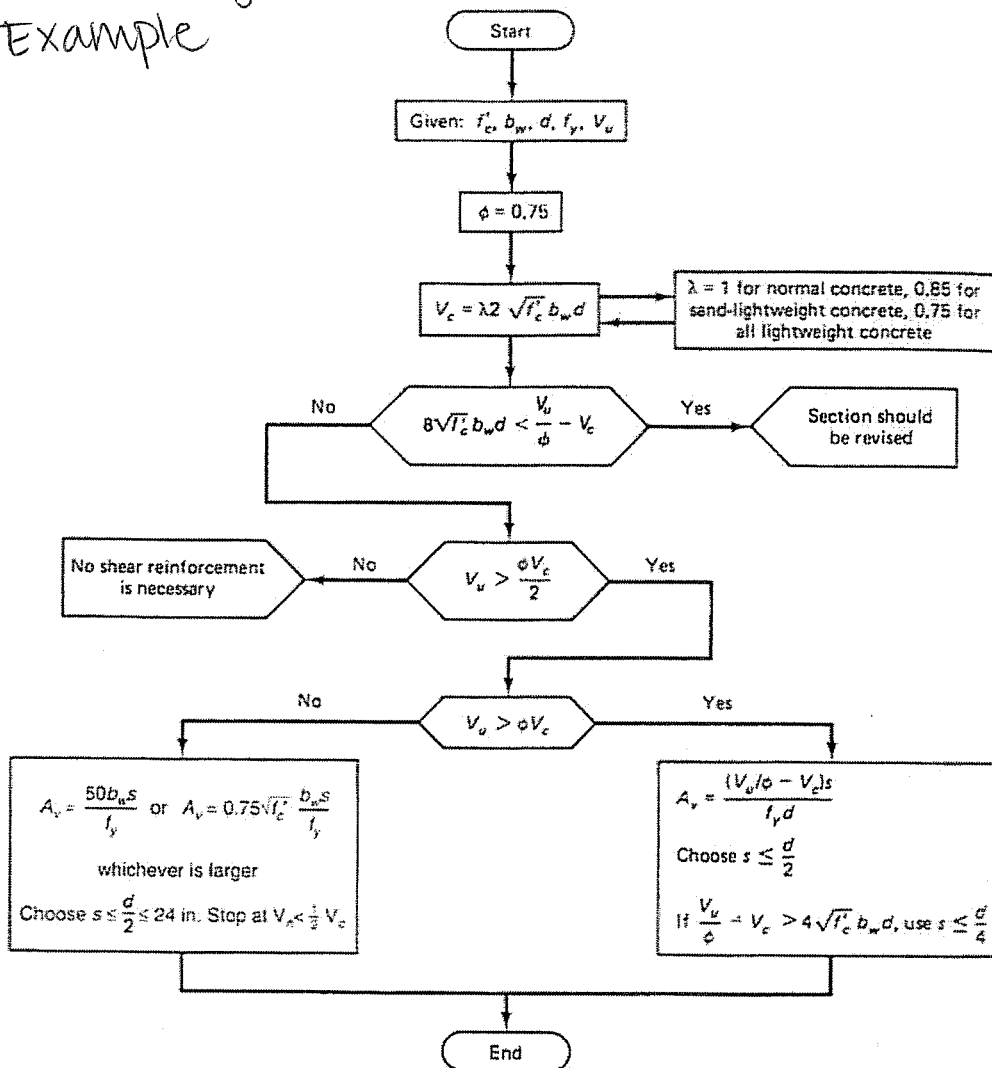 Example
Start
Given: f'c, bw, d, fy, Vu
ϕ = 0.75
Vc = λ2 √f'c bw d
λ = 1 for normal concrete, 0.85 for
sand-lightweight concrete, 0.75 for
all lightweight concrete
No
8√f'c bw d < Vu/ϕ − Vc
Yes
Section should
be revised
No shear reinforcement
is necessary
No
Vu > ϕVc/2
Yes
No
Vu > ϕVc
Yes
Av = 50bws/fy or Av = 0.75√f'c bws/fy
whichever is larger
Choose s ≤ d/2 ≤ 24 in. Stop at Vn < ½ Vc
Av = (Vu/ϕ − Vc)s/fy d
Choose s ≤ d/2
If Vu/ϕ − Vc > 4√f'c bw d, use s ≤ d/4
End